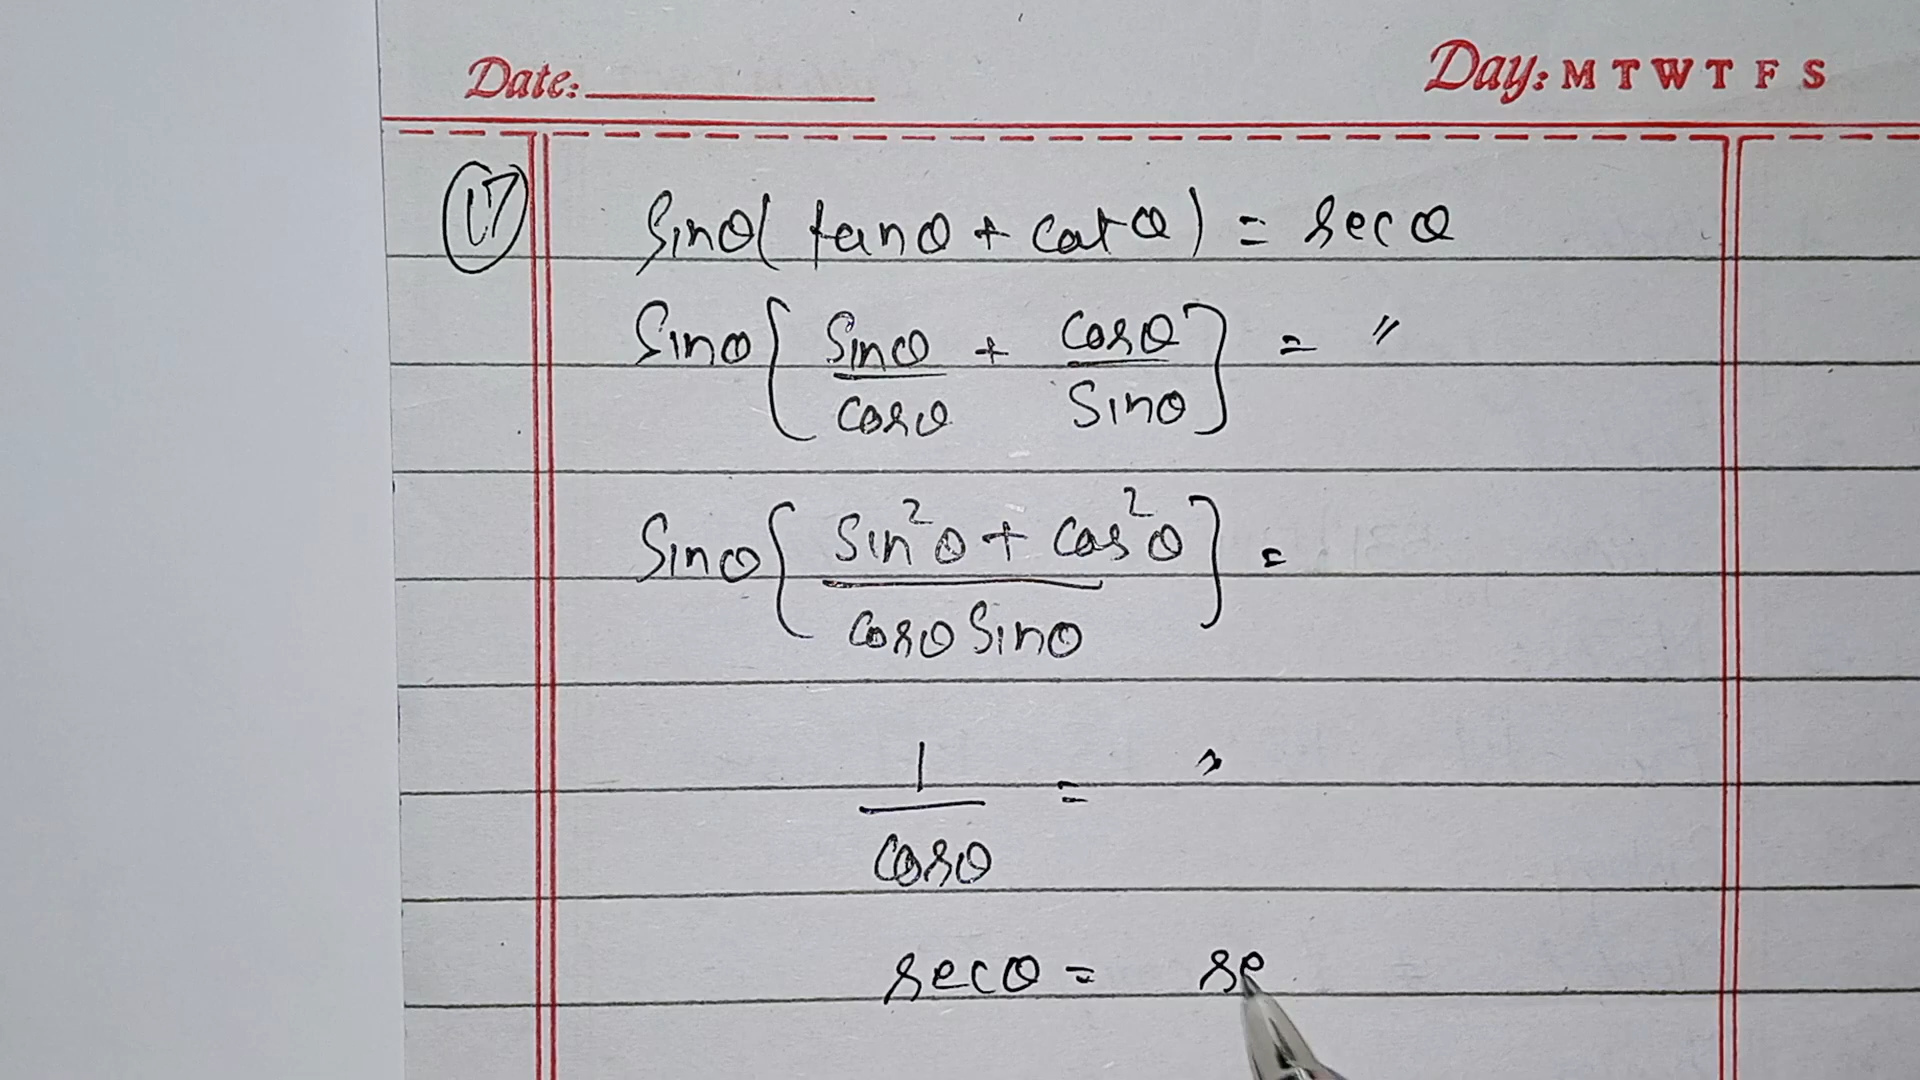 Date:
Day: M T W T F S
17 sinθ( tanθ + cotθ ) = secθ
sinθ [ sinθ/cosθ + cosθ/sinθ ] = "
sinθ [ sin²θ + cos²θ / cosθ sinθ ] =
1/cosθ = "
secθ = se